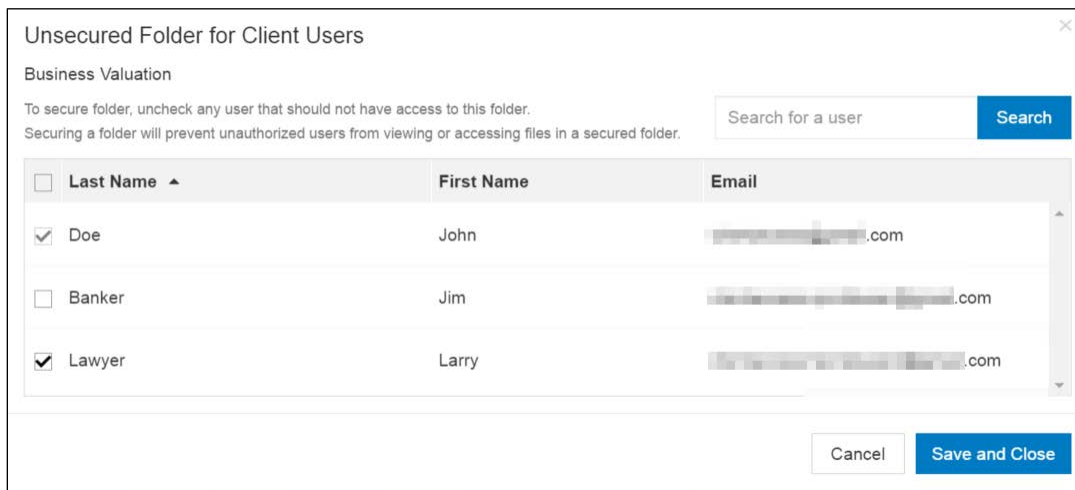 Unsecured Folder for Client Users
Business Valuation
To secure folder, uncheck any user that should not have access to this folder.
Securing a folder will prevent unauthorized users from viewing or accessing files in a secured folder.
Search for a user Search
Last Name First Name Email
Doe John .com
Banker Jim .com
Lawyer Larry .com
Cancel Save and Close